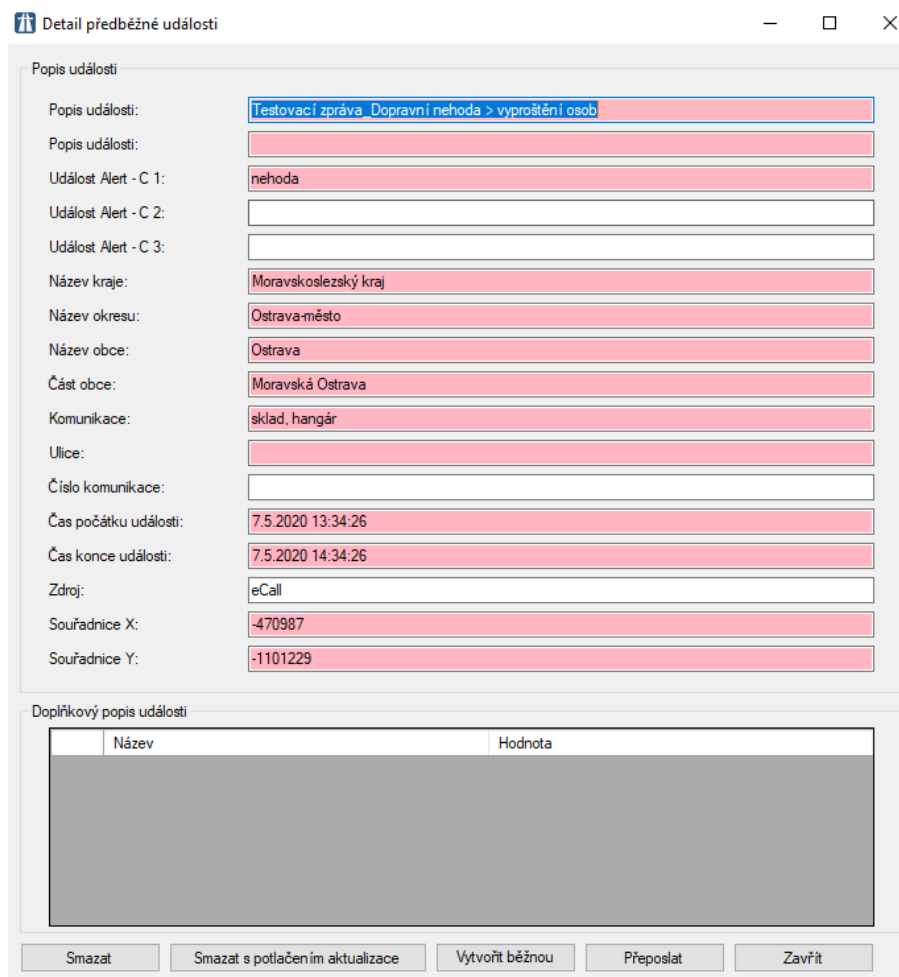 Detail předběžné události
Popis události
Popis události: Testovací zpráva_Dopravní nehoda > vyproštění osob
Popis události:
Událost Alert - C 1: nehoda
Událost Alert - C 2:
Událost Alert - C 3:
Název kraje: Moravskoslezský kraj
Název okresu: Ostrava-město
Název obce: Ostrava
Část obce: Moravská Ostrava
Komunikace: sklad, hangár
Ulice:
Číslo komunikace:
Čas počátku události: 7.5.2020 13:34:26
Čas konce události: 7.5.2020 14:34:26
Zdroj: eCall
Souřadnice X: -470987
Souřadnice Y: -1101229
Doplňkový popis události
Název Hodnota
Smazat Smazat s potlačením aktualizace Vytvořit běžnou Přeposlat Zavřít